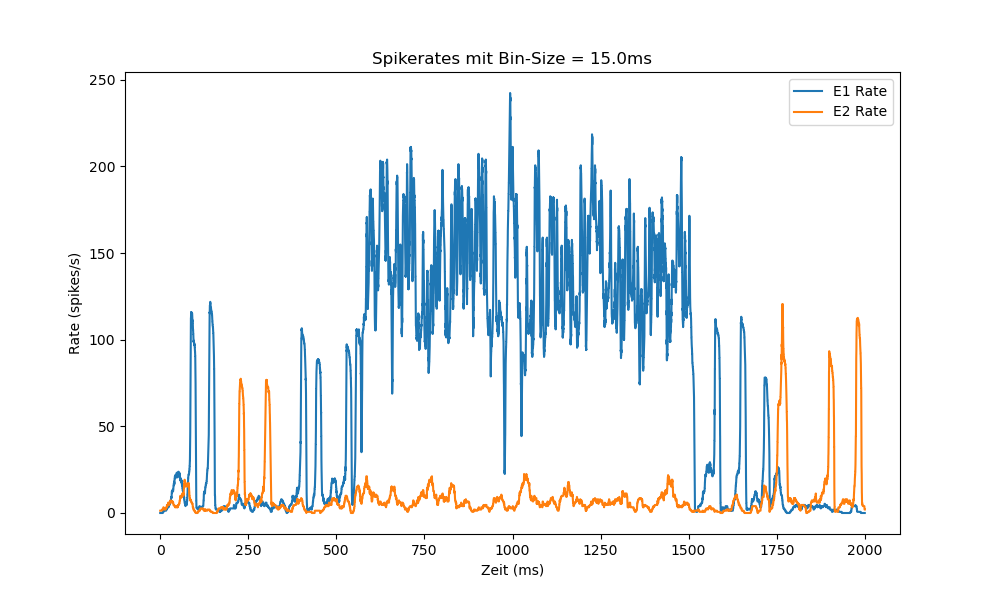 Spikerates mit Bin-Size = 15.0ms
E1 Rate
E2 Rate
250
200
150
100
50
0
Rate (spikes/s)
0 250 500 750 1000 1250 1500 1750 2000
Zeit (ms)